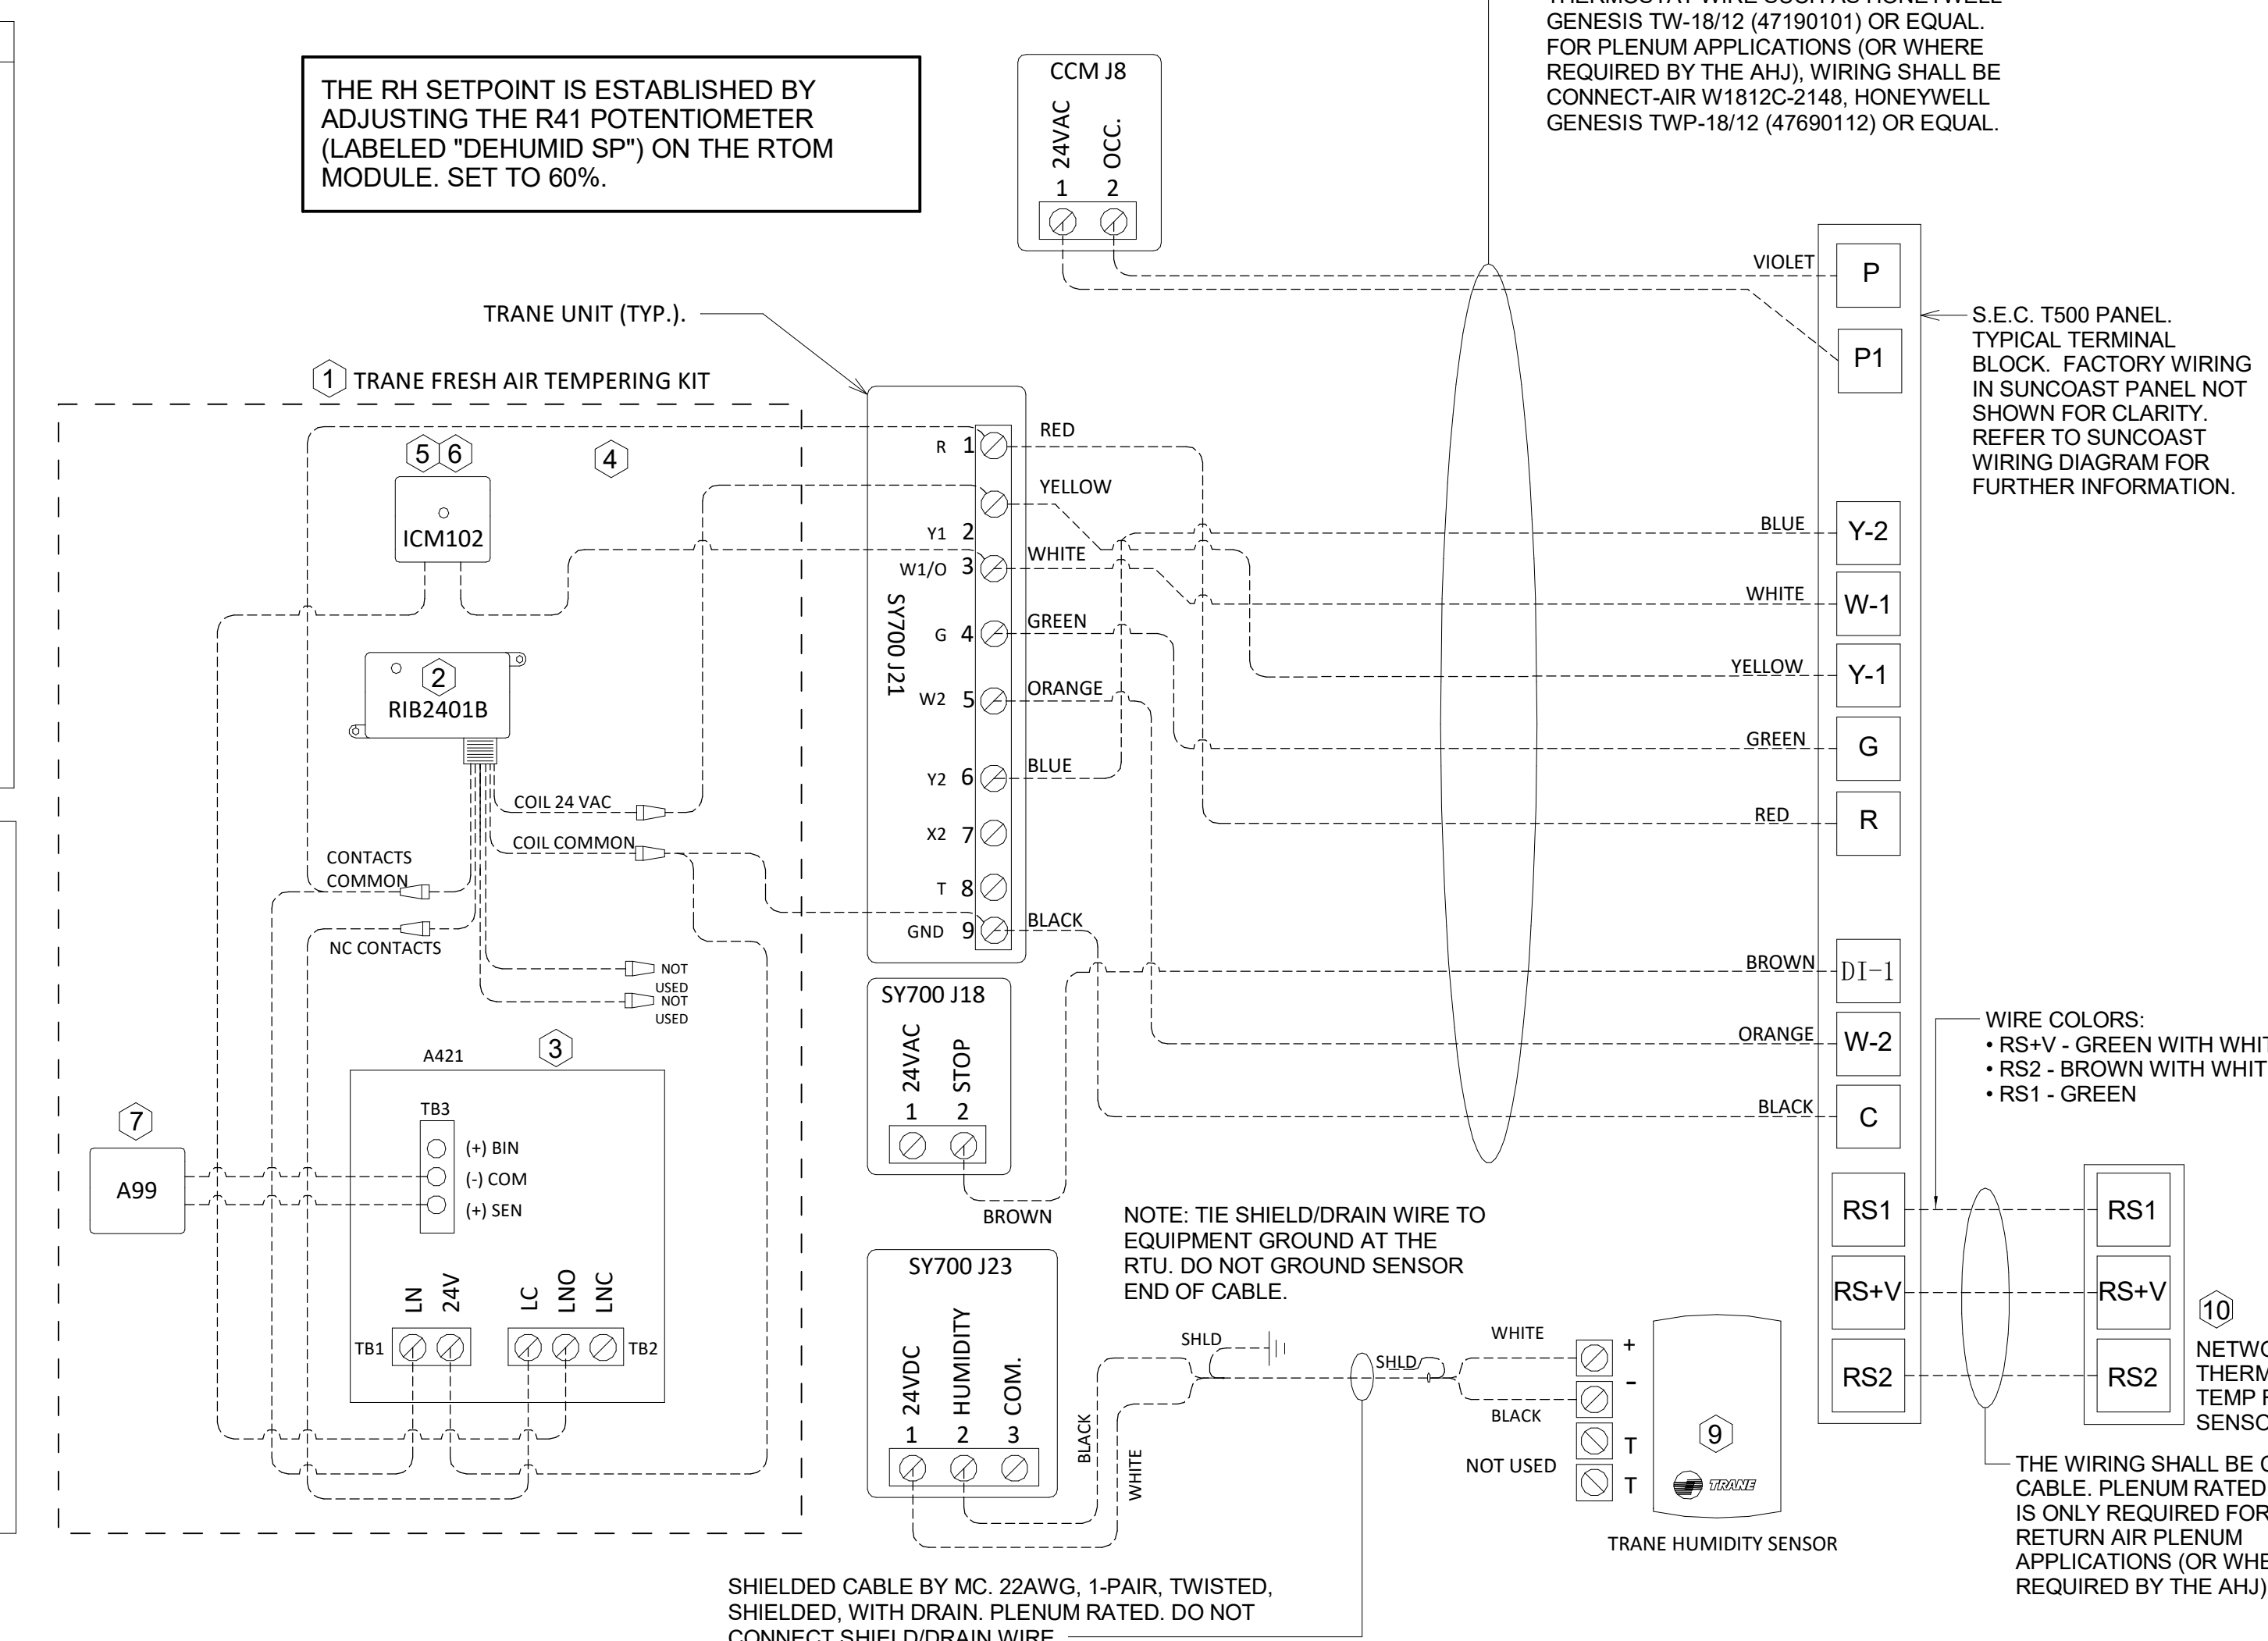 THERMOSTAT WIRE SUCH AS HONEYWELL
GENESIS TW-18/12 (47190101) OR EQUAL.
FOR PLENUM APPLICATIONS (OR WHERE
REQUIRED BY THE AHJ), WIRING SHALL BE
CONNECT-AIR W1812C-2148, HONEYWELL
GENESIS TWP-18/12 (47690112) OR EQUAL.
THE RH SETPOINT IS ESTABLISHED BY
ADJUSTING THE R41 POTENTIOMETER
(LABELED "DEHUMID SP") ON THE RTOM
MODULE. SET TO 60%.
CCM J8
24VAC
OCC.
1 2
TRANE UNIT (TYP.).
1 TRANE FRESH AIR TEMPERING KIT
5 6
4
ICM102
2
RIB2401B
COIL 24 VAC
COIL COMMON
CONTACTS
COMMON
NC CONTACTS
NOT
USED
NOT
USED
A421
3
TB3
(+) BIN
(-) COM
(+) SEN
7
A99
LN
24V
LC
LNO
LNC
TB1
TB2
SY700 J21
R 1
Y1 2
W1/O 3
G 4
W2 5
Y2 6
X2 7
T 8
GND 9
RED
YELLOW
WHITE
GREEN
ORANGE
BLUE
BLACK
SY700 J18
24VAC
STOP
1 2
BROWN
SY700 J23
24VDC
HUMIDITY
COM.
1 2 3
BLACK
WHITE
NOTE: TIE SHIELD/DRAIN WIRE TO
EQUIPMENT GROUND AT THE
RTU. DO NOT GROUND SENSOR
END OF CABLE.
SHLD
SHLD
WHITE
BLACK
NOT USED
+
-
T
T
9
TRANE
TRANE HUMIDITY SENSOR
SHIELDED CABLE BY MC. 22AWG, 1-PAIR, TWISTED,
SHIELDED, WITH DRAIN. PLENUM RATED. DO NOT
CONNECT SHIELD/DRAIN WIRE
VIOLET P
P1
BLUE Y-2
WHITE W-1
YELLOW Y-1
GREEN G
RED R
BROWN DI-1
ORANGE W-2
BLACK C
RS1
RS+V
RS2
S.E.C. T500 PANEL.
TYPICAL TERMINAL
BLOCK. FACTORY WIRING
IN SUNCOAST PANEL NOT
SHOWN FOR CLARITY.
REFER TO SUNCOAST
WIRING DIAGRAM FOR
FURTHER INFORMATION.
WIRE COLORS:
• RS+V - GREEN WITH
• RS2 - BROWN WITH
• RS1 - GREEN
RS1
RS+V
RS2
10
TEMP
THE WIRING SHALL BE
CABLE. PLENUM RATED
IS ONLY REQUIRED FOR
RETURN AIR PLENUM
APPLICATIONS (OR
REQUIRED BY THE AHJ)